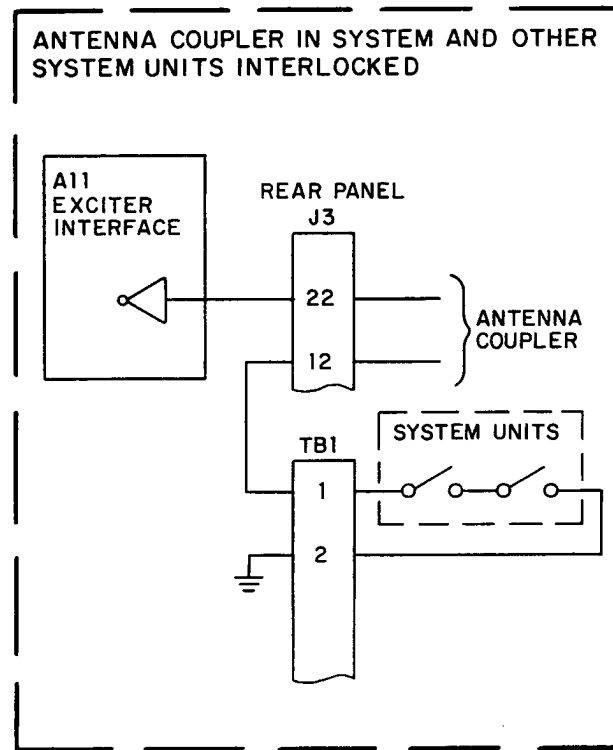 ANTENNA COUPLER IN SYSTEM AND OTHER
SYSTEM UNITS INTERLOCKED
A11
EXCITER
INTERFACE
REAR PANEL
J3
22
12
ANTENNA
COUPLER
TB1
SYSTEM UNITS
1
2